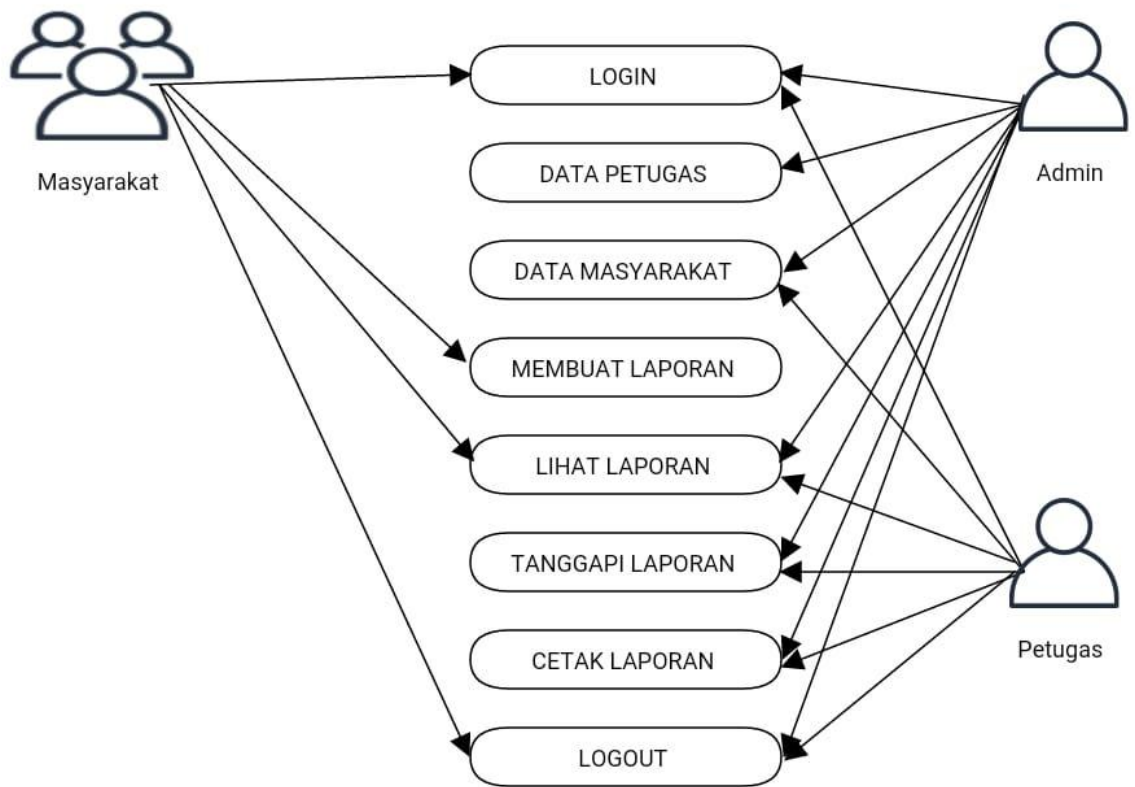 LOGIN
Masyarakat
DATA PETUGAS
Admin
DATA MASYARAKAT
MEMBUAT LAPORAN
LIHAT LAPORAN
TANGGAPI LAPORAN
CETAK LAPORAN
Petugas
LOGOUT